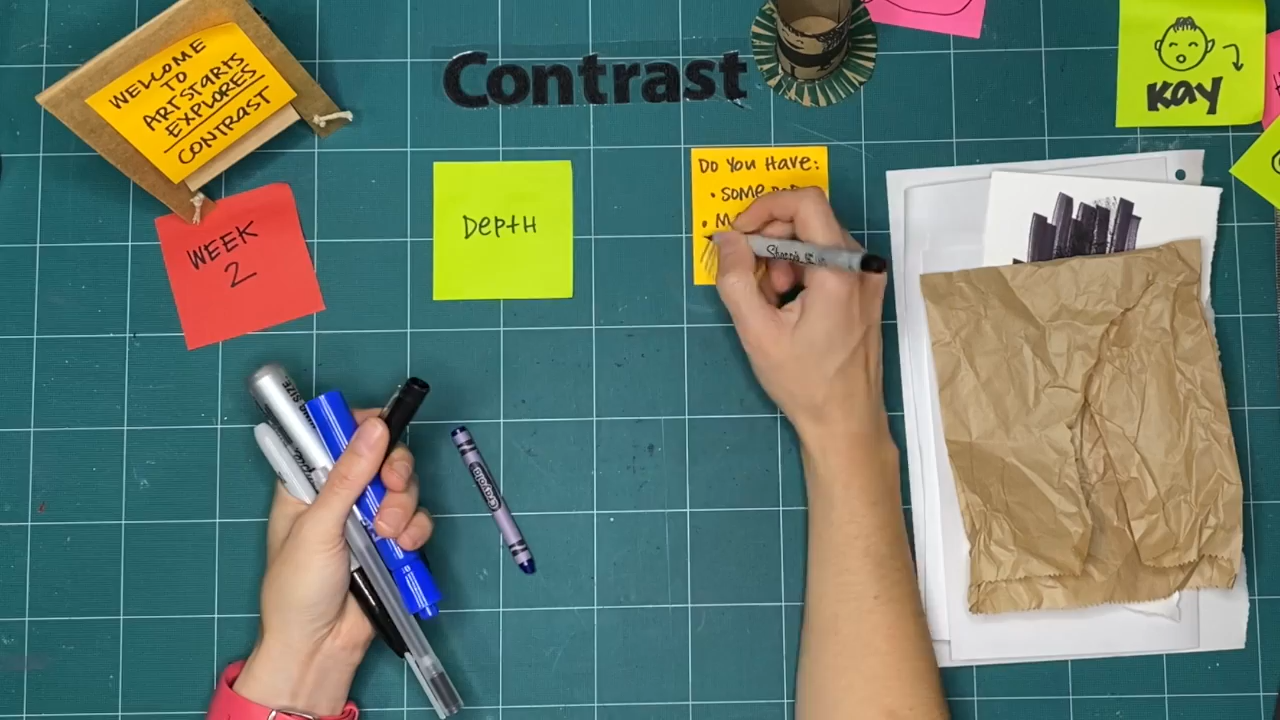 WELCOME
TO
ARTSTARTS
EXPLORES
CONTRAST
WEEK
2
Contrast
Depth
Do You Have:
• SOME
KAY
Sharpie
Crayola